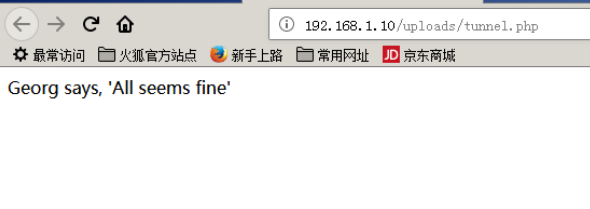 192.168.1.10/uploads/tunnel.php
最常访问 火狐官方站点 新手上路 常用网址 JD 京东商城
Georg says, 'All seems fine'